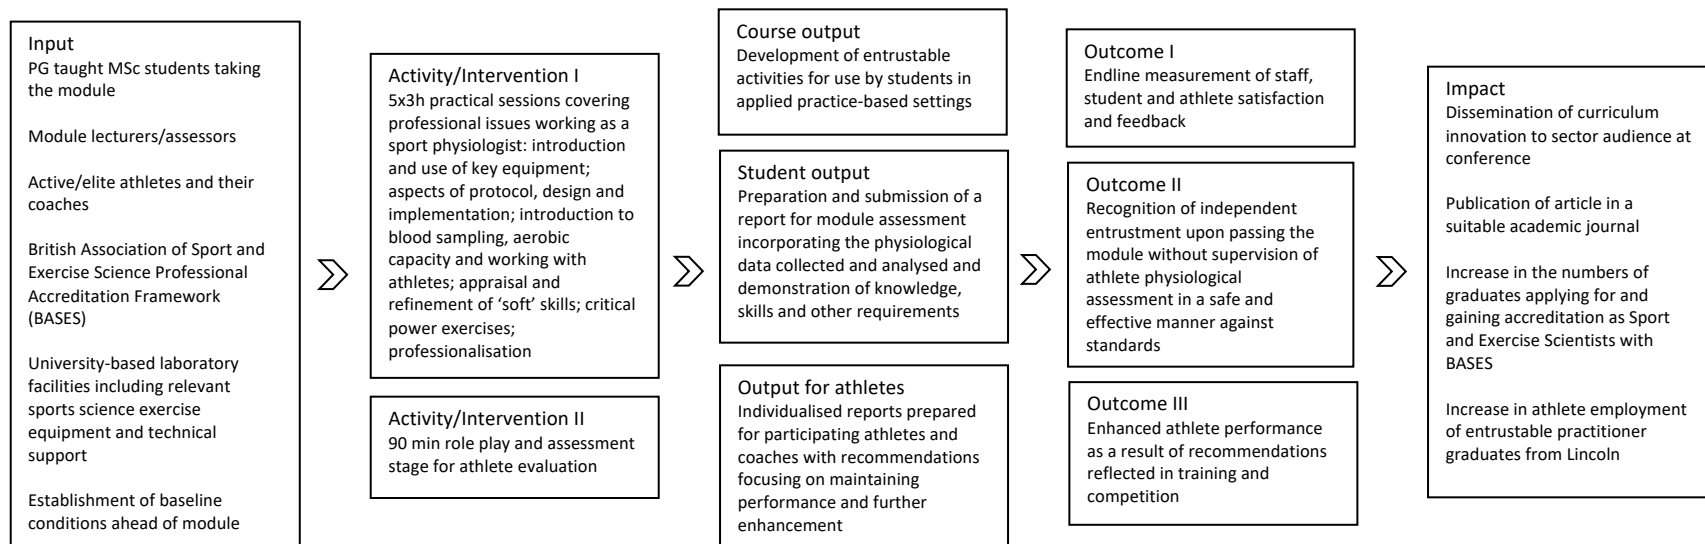 Input
PG taught MSc students taking
the module
Module lecturers/assessors
Active/elite athletes and their
coaches
British Association of Sport and
Exercise Science Professional
Accreditation Framework
(BASES)
University-based laboratory
facilities including relevant
sports science exercise
equipment and technical
support
Establishment of baseline
conditions ahead of module
Activity/Intervention I
5x3h practical sessions covering
professional issues working as a
sport physiologist: introduction
and use of key equipment;
aspects of protocol, design and
implementation; introduction to
blood sampling, aerobic
capacity and working with
athletes; appraisal and
refinement of ‘soft’ skills; critical
power exercises;
professionalisation
Activity/Intervention II
90 min role play and assessment
stage for athlete evaluation
Course output
Development of entrustable
activities for use by students in
applied practice-based settings
Student output
Preparation and submission of a
report for module assessment
incorporating the physiological
data collected and analysed and
demonstration of knowledge,
skills and other requirements
Output for athletes
Individualised reports prepared
for participating athletes and
coaches with recommendations
focusing on maintaining
performance and further
enhancement
Outcome I
Endline measurement of staff,
student and athlete satisfaction
and feedback
Outcome II
Recognition of independent
entrustment upon passing the
module without supervision of
athlete physiological
assessment in a safe and
effective manner against
standards
Outcome III
Enhanced athlete performance
as a result of recommendations
reflected in training and
competition
Impact
Dissemination of curriculum
innovation to sector audience at
conference
Publication of article in a
suitable academic journal
Increase in the numbers of
graduates applying for and
gaining accreditation as Sport
and Exercise Scientists with
BASES
Increase in athlete employment
of entrustable practitioner
graduates from Lincoln